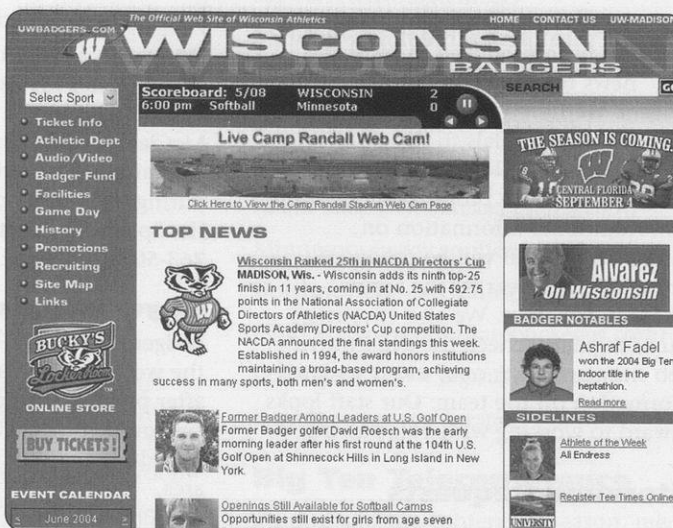 The Official Web Site of Wisconsin Athletics
HOME CONTACT US UW-MADISON
UWBADGERS.COM
W
WISCONSIN
BADGERS
SEARCH
GO
Select Sport
Ticket Info
Athletic Dept
Audio/Video
Badger Fund
Facilities
Game Day
History
Promotions
Recruiting
Site Map
Links
BUCKY'S
Locker Room
ONLINE STORE
BUY TICKETS!
EVENT CALENDAR
June 2004
Scoreboard: 5/08 WISCONSIN 2
6:00 pm Softball Minnesota 0
Live Camp Randall Web Cam!
Click Here to View the Camp Randall Stadium Web Cam Page
TOP NEWS
Wisconsin Ranked 25th in NACDA Directors' Cup
MADISON, Wis. - Wisconsin adds its ninth top-25
finish in 11 years, coming in at No. 25 with 592.75
points in the National Association of Collegiate
Directors of Athletics (NACDA) United States
Sports Academy Directors' Cup competition. The
NACDA announced the final standings this week.
Established in 1994, the award honors institutions
maintaining a broad-based program, achieving
success in many sports, both men's and women's.
Former Badger Among Leaders at U.S. Golf Open
Former Badger golfer David Roesch was the early
morning leader after his first round at the 104th U.S.
Golf Open at Shinnecock Hills in Long Island in New
York.
Openings Still Available for Softball Camps
Opportunities still exist for girls from age seven
THE SEASON IS COMING.
W
CENTRAL FLORIDA
SEPTEMBER 4
Alvarez
On Wisconsin
BADGER NOTABLES
Ashraf Fadel
won the 2004 Big Ten
Indoor title in the
heptathlon.
Read more
SIDELINES
Athlete of the Week
Ali Endress
Register Tee Times Online
UNIVERSITY